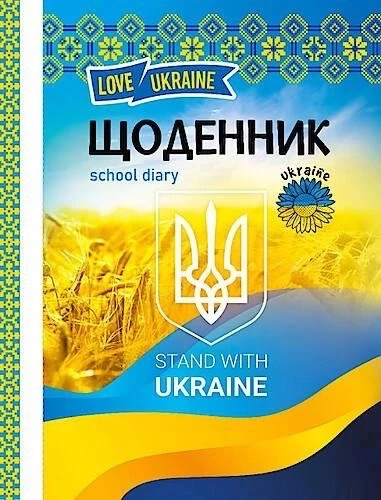 LOVE UKRAINE
ЩОДЕННИК
school diary
ukraine
STAND WITH
UKRAINE